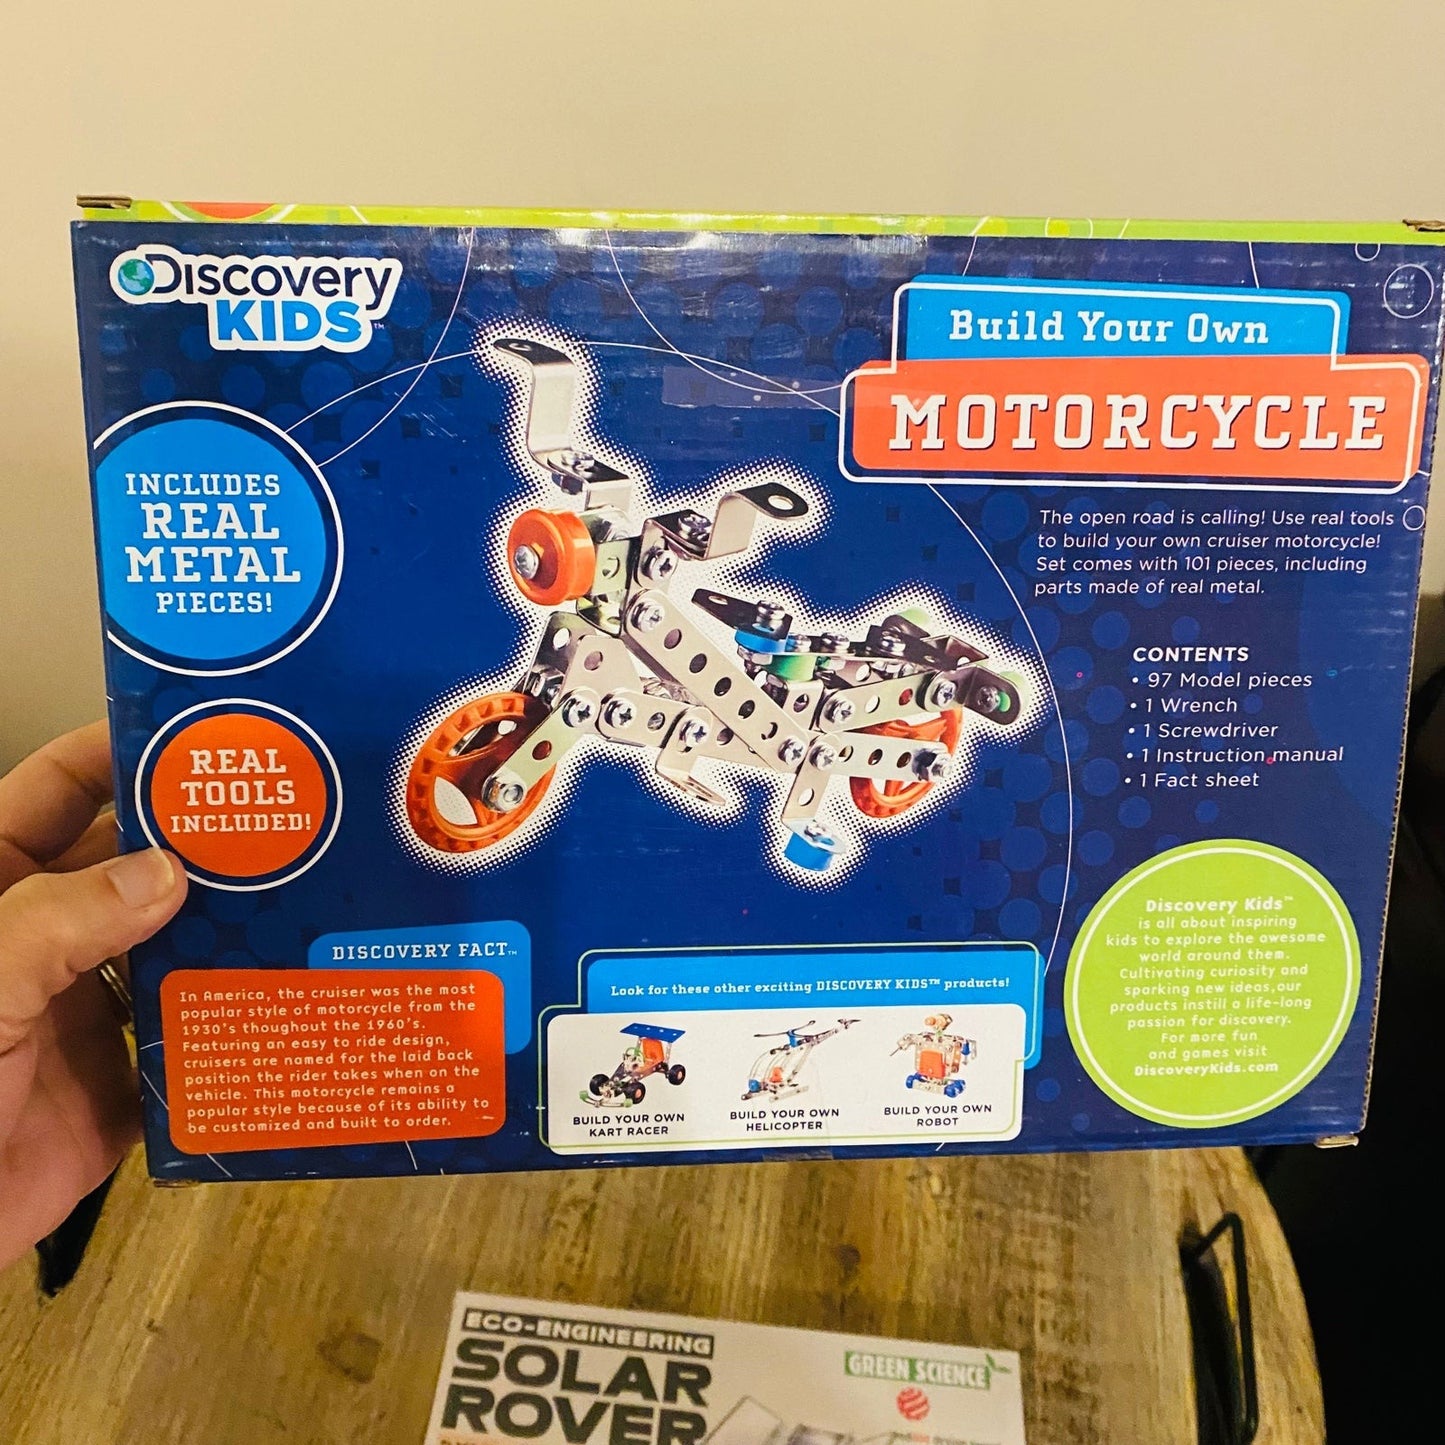 Discovery
KIDS™
Build Your Own
MOTORCYCLE
INCLUDES
REAL
METAL
PIECES!
The open road is calling! Use real tools
to build your own cruiser motorcycle!
Set comes with 101 pieces, including
parts made of real metal.
CONTENTS
• 97 Model pieces
• 1 Wrench
• 1 Screwdriver
• 1 Instruction manual
• 1 Fact sheet
REAL
TOOLS
INCLUDED!
DISCOVERY FACT™
In America, the cruiser was the most
popular style of motorcycle from the
1930's thoughout the 1960's.
Featuring an easy to ride design,
cruisers are named for the laid back
position the rider takes when on the
vehicle. This motorcycle remains a
popular style because of its ability to
be customized and built to order.
Look for these other exciting DISCOVERY KIDS™ products!
BUILD YOUR OWN
KART RACER
BUILD YOUR OWN
HELICOPTER
BUILD YOUR OWN
ROBOT
Discovery Kids™
is all about inspiring
kids to explore the awesome
world around them.
Cultivating curiosity and
sparking new ideas,our
products instill a life-long
passion for discovery.
For more fun
and games visit
DiscoveryKids.com
ECO-ENGINEERING
SOLAR
ROVER
GREEN SCIENCE